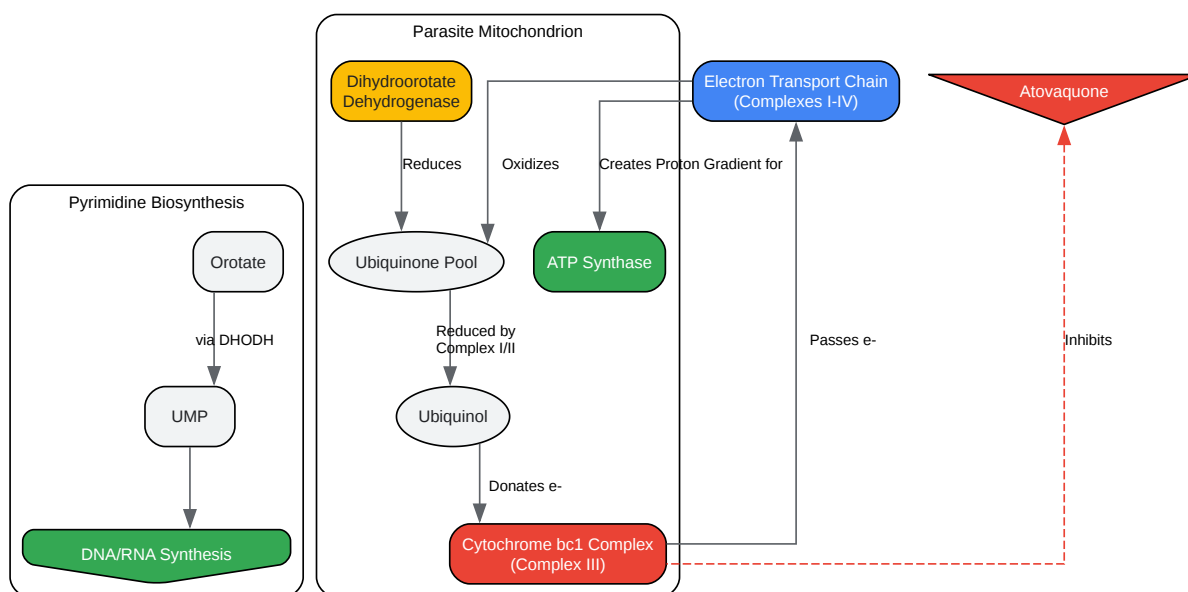 Parasite Mitochondrion
Dihydroorotate
Dehydrogenase
Electron Transport Chain
(Complexes I-IV)
Atovaquone
Reduces
Oxidizes
Creates Proton Gradient for
Pyrimidine Biosynthesis
Orotate
Ubiquinone Pool
ATP Synthase
via DHODH
Reduced by
Complex I/II
Passes e-
Inhibits
UMP
Ubiquinol
Donates e-
DNA/RNA Synthesis
Cytochrome bc1 Complex
(Complex III)